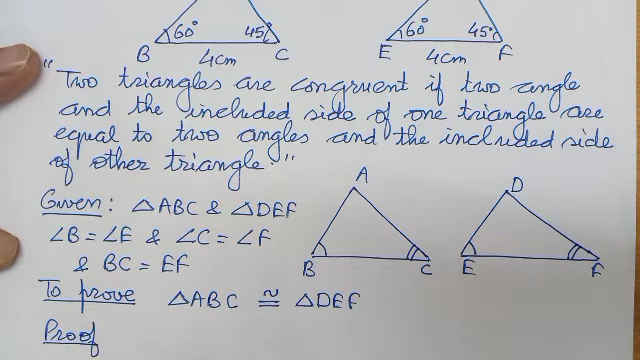 60° 45° 60° 45°
B 4cm C E 4cm F
"Two triangles are congruent if two angle
and the included side of one triangle are
equal to two angles and the included side
of other triangle."
Given: △ABC & △DEF
∠B = ∠E & ∠C = ∠F
& BC = EF
A D
B C E F
To prove △ABC ≅ △DEF
Proof